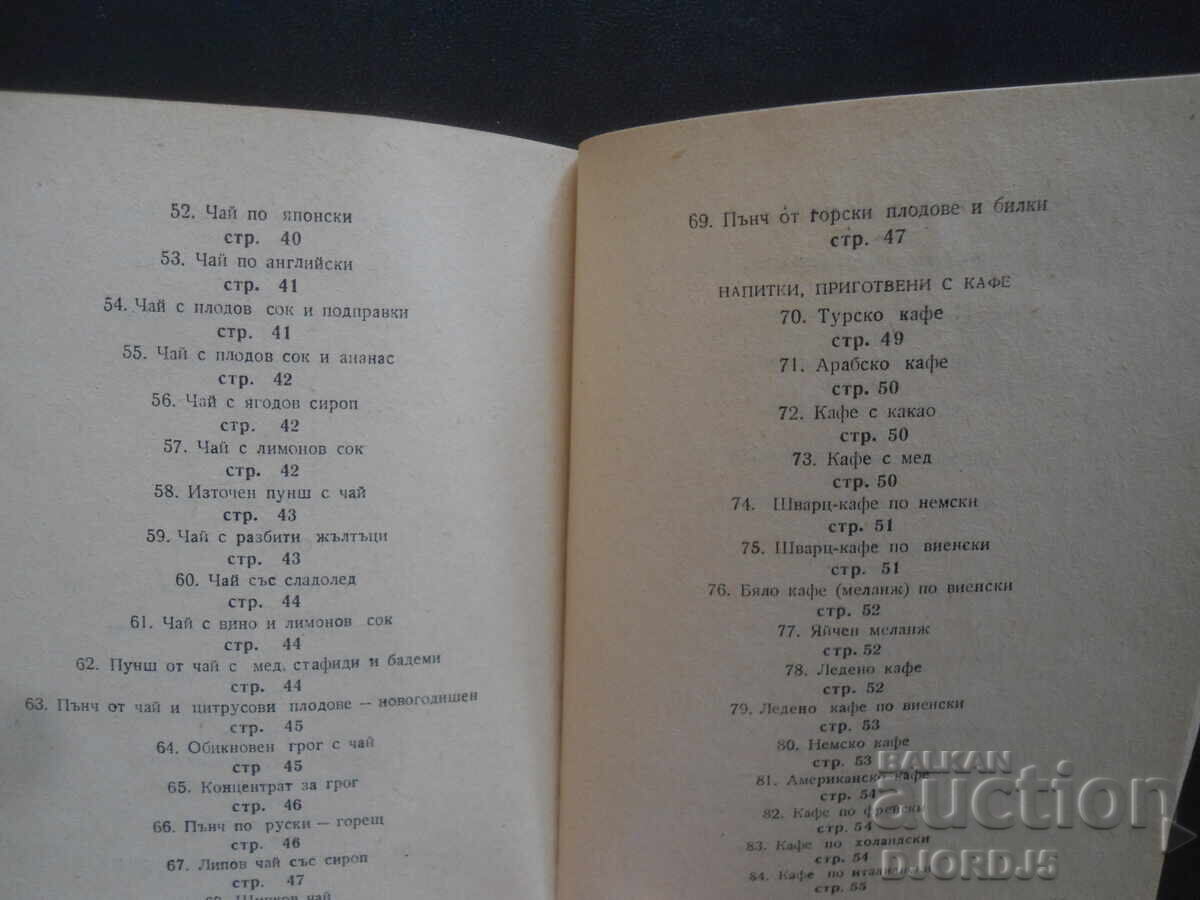 52. Чай по японски
стр. 40
53. Чай по английски
стр. 41
54. Чай с плодов сок и подправки
стр. 41
55. Чай с плодов сок и ананас
стр. 42
56. Чай с ягодов сироп
стр. 42
57. Чай с лимонов сок
стр. 42
58. Източен пунш с чай
стр. 43
59. Чай с разбити жълтъци
стр. 43
60. Чай със сладолед
стр. 44
61. Чай с вино и лимонов сок
стр. 44
62. Пунш от чай с мед, стафиди и бадеми
стр. 44
63. Пънч от чай и цитрусови плодове — новогодишен
стр. 45
64. Обикновен грог с чай
стр 45
65. Концентрат за грог
стр. 46
66. Пънч по руски — горещ
стр. 46
67. Липов чай със сироп
стр. 47
69. Пънч от горски плодове и билки
стр. 47
НАПИТКИ, ПРИГОТВЕНИ С КАФЕ
70. Турско кафе
стр. 49
71. Арабско кафе
стр. 50
72. Кафе с какао
стр. 50
73. Кафе с мед
стр. 50
74. Шварц-кафе по немски
стр. 51
75. Шварц-кафе по виенски
стр. 51
76. Бяло кафе (меланж) по виенски
стр. 52
77. Яйчен меланж
стр. 52
78. Ледено кафе
стр. 52
79. Ледено кафе по виенски
стр. 53
80. Немско кафе
стр. 53
81. Американско кафе
стр. 54
82. Кафе по френски
стр. 54
83. Кафе по холандски
стр. 54
84. Кафе по
стр. 55
BALKAN
auction
DJORDJ5